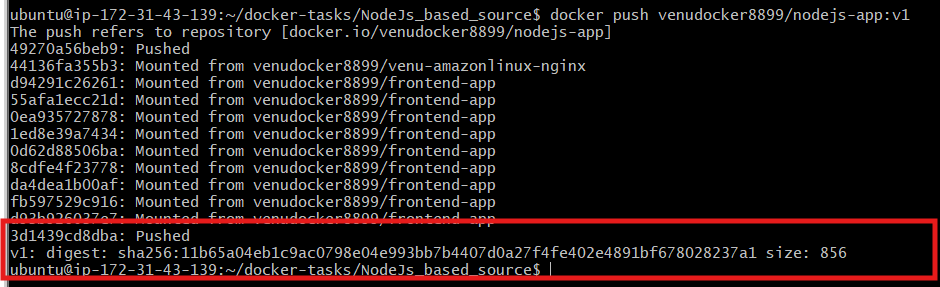 ubuntu@ip-172-31-43-139:~/docker-tasks/NodeJs_based_source$ docker push venudocker8899/nodejs-app:v1
The push refers to repository [docker.io/venudocker8899/nodejs-app]
49270a56beb9: Pushed
44136fa355b3: Mounted from venudocker8899/venu-amazonlinux-nginx
d94291c26261: Mounted from venudocker8899/frontend-app
55afa1ecc21d: Mounted from venudocker8899/frontend-app
0ea935727878: Mounted from venudocker8899/frontend-app
1ed8e39a7434: Mounted from venudocker8899/frontend-app
0d62d88506ba: Mounted from venudocker8899/frontend-app
8cdfe4f23778: Mounted from venudocker8899/frontend-app
da4dea1b00af: Mounted from venudocker8899/frontend-app
fb597529c916: Mounted from venudocker8899/frontend-app
Mounted from venudocker8899/frontend-app
3d1439cd8dba: Pushed
v1: digest: sha256:11b65a04eb1c9ac0798e04e993bb7b4407d0a27f4fe402e4891bf678028237a1 size: 856
ubuntu@ip-172-31-43-139:~/docker-tasks/NodeJs_based_source$